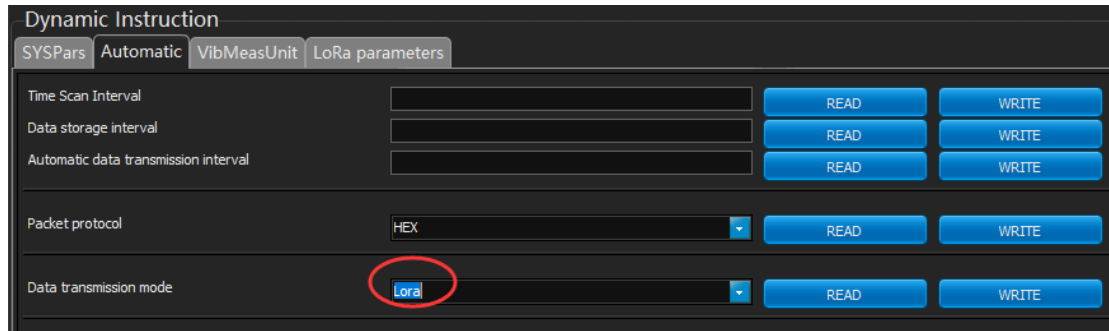 Dynamic Instruction
SYSPars Automatic VibMeasUnit LoRa parameters
Time Scan Interval READ WRITE
Data storage interval READ WRITE
Automatic data transmission interval READ WRITE
Packet protocol HEX READ WRITE
Data transmission mode Lora READ WRITE